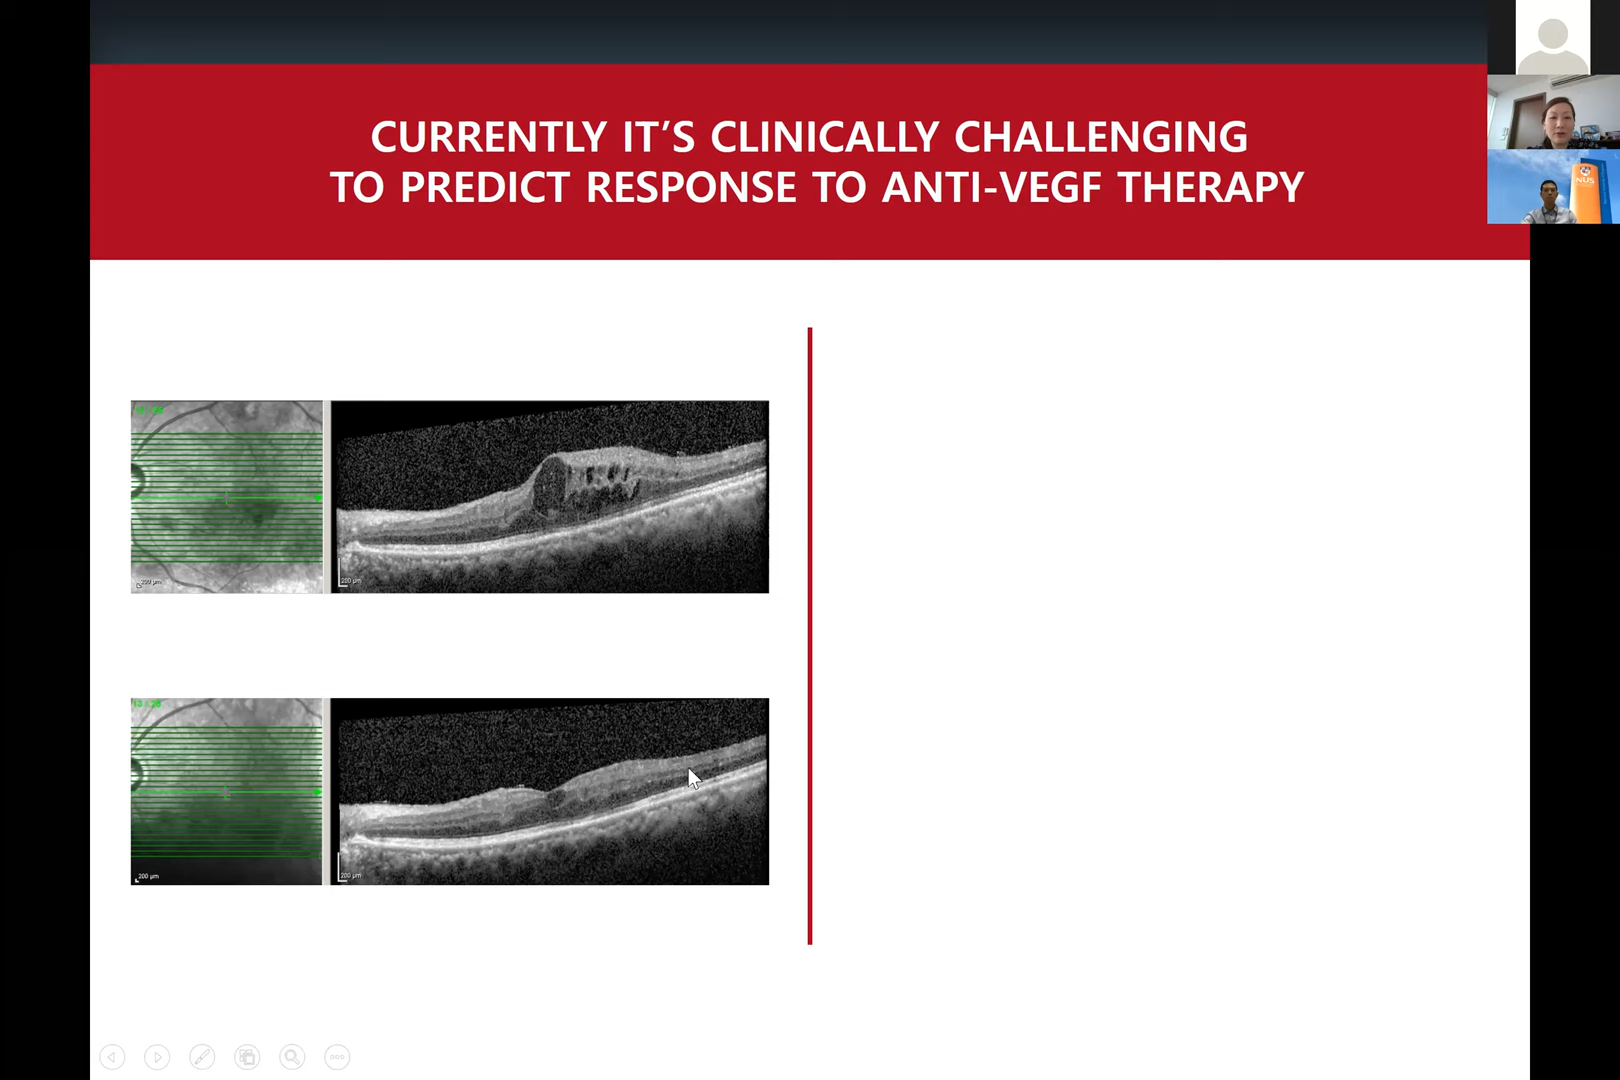 CURRENTLY IT’S CLINICALLY CHALLENGING
TO PREDICT RESPONSE TO ANTI-VEGF THERAPY
NUS
200 µm
200 µm
200 µm
200 µm